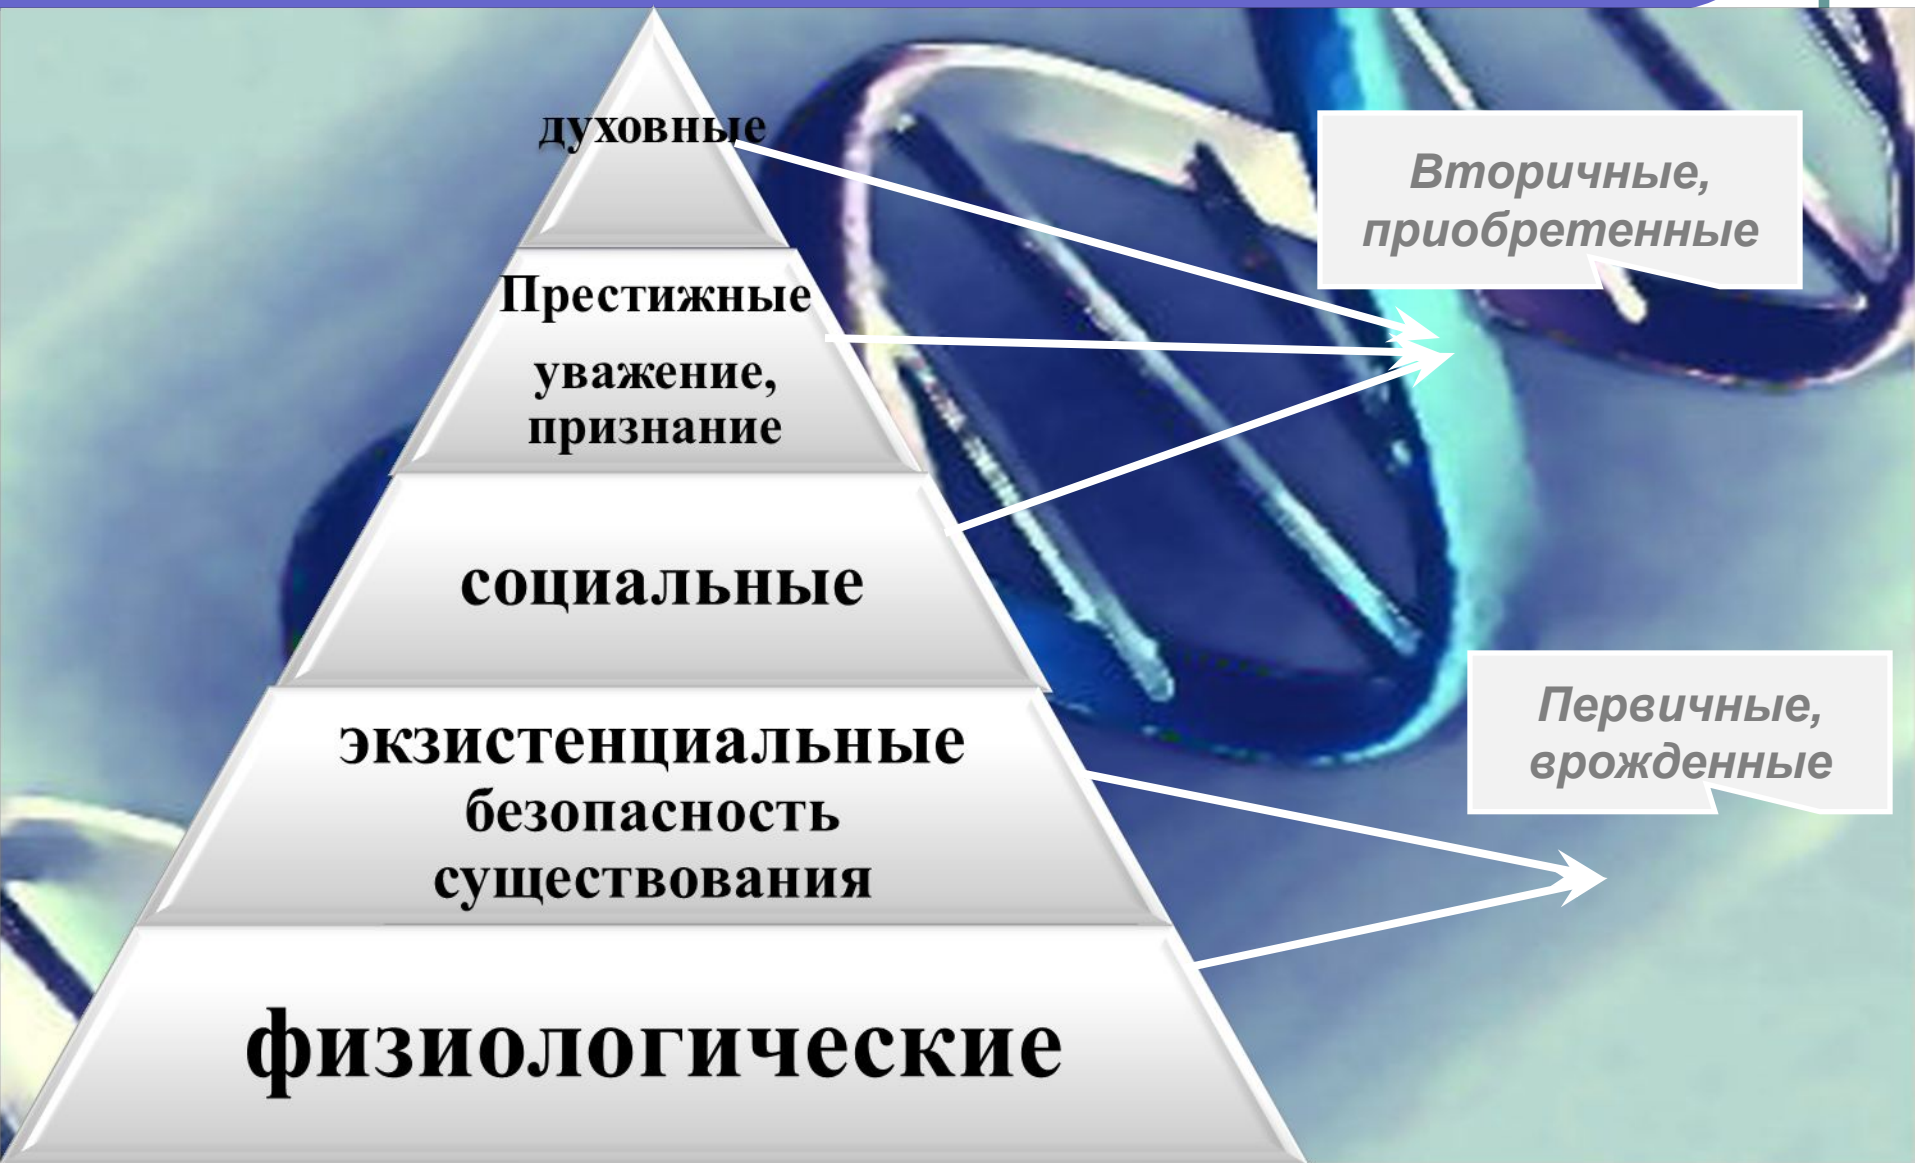 духовные
Престижные
уважение,
признание
социальные
экзистенциальные
безопасность
существования
физиологические
Вторичные,
приобретенные
Первичные,
врожденные